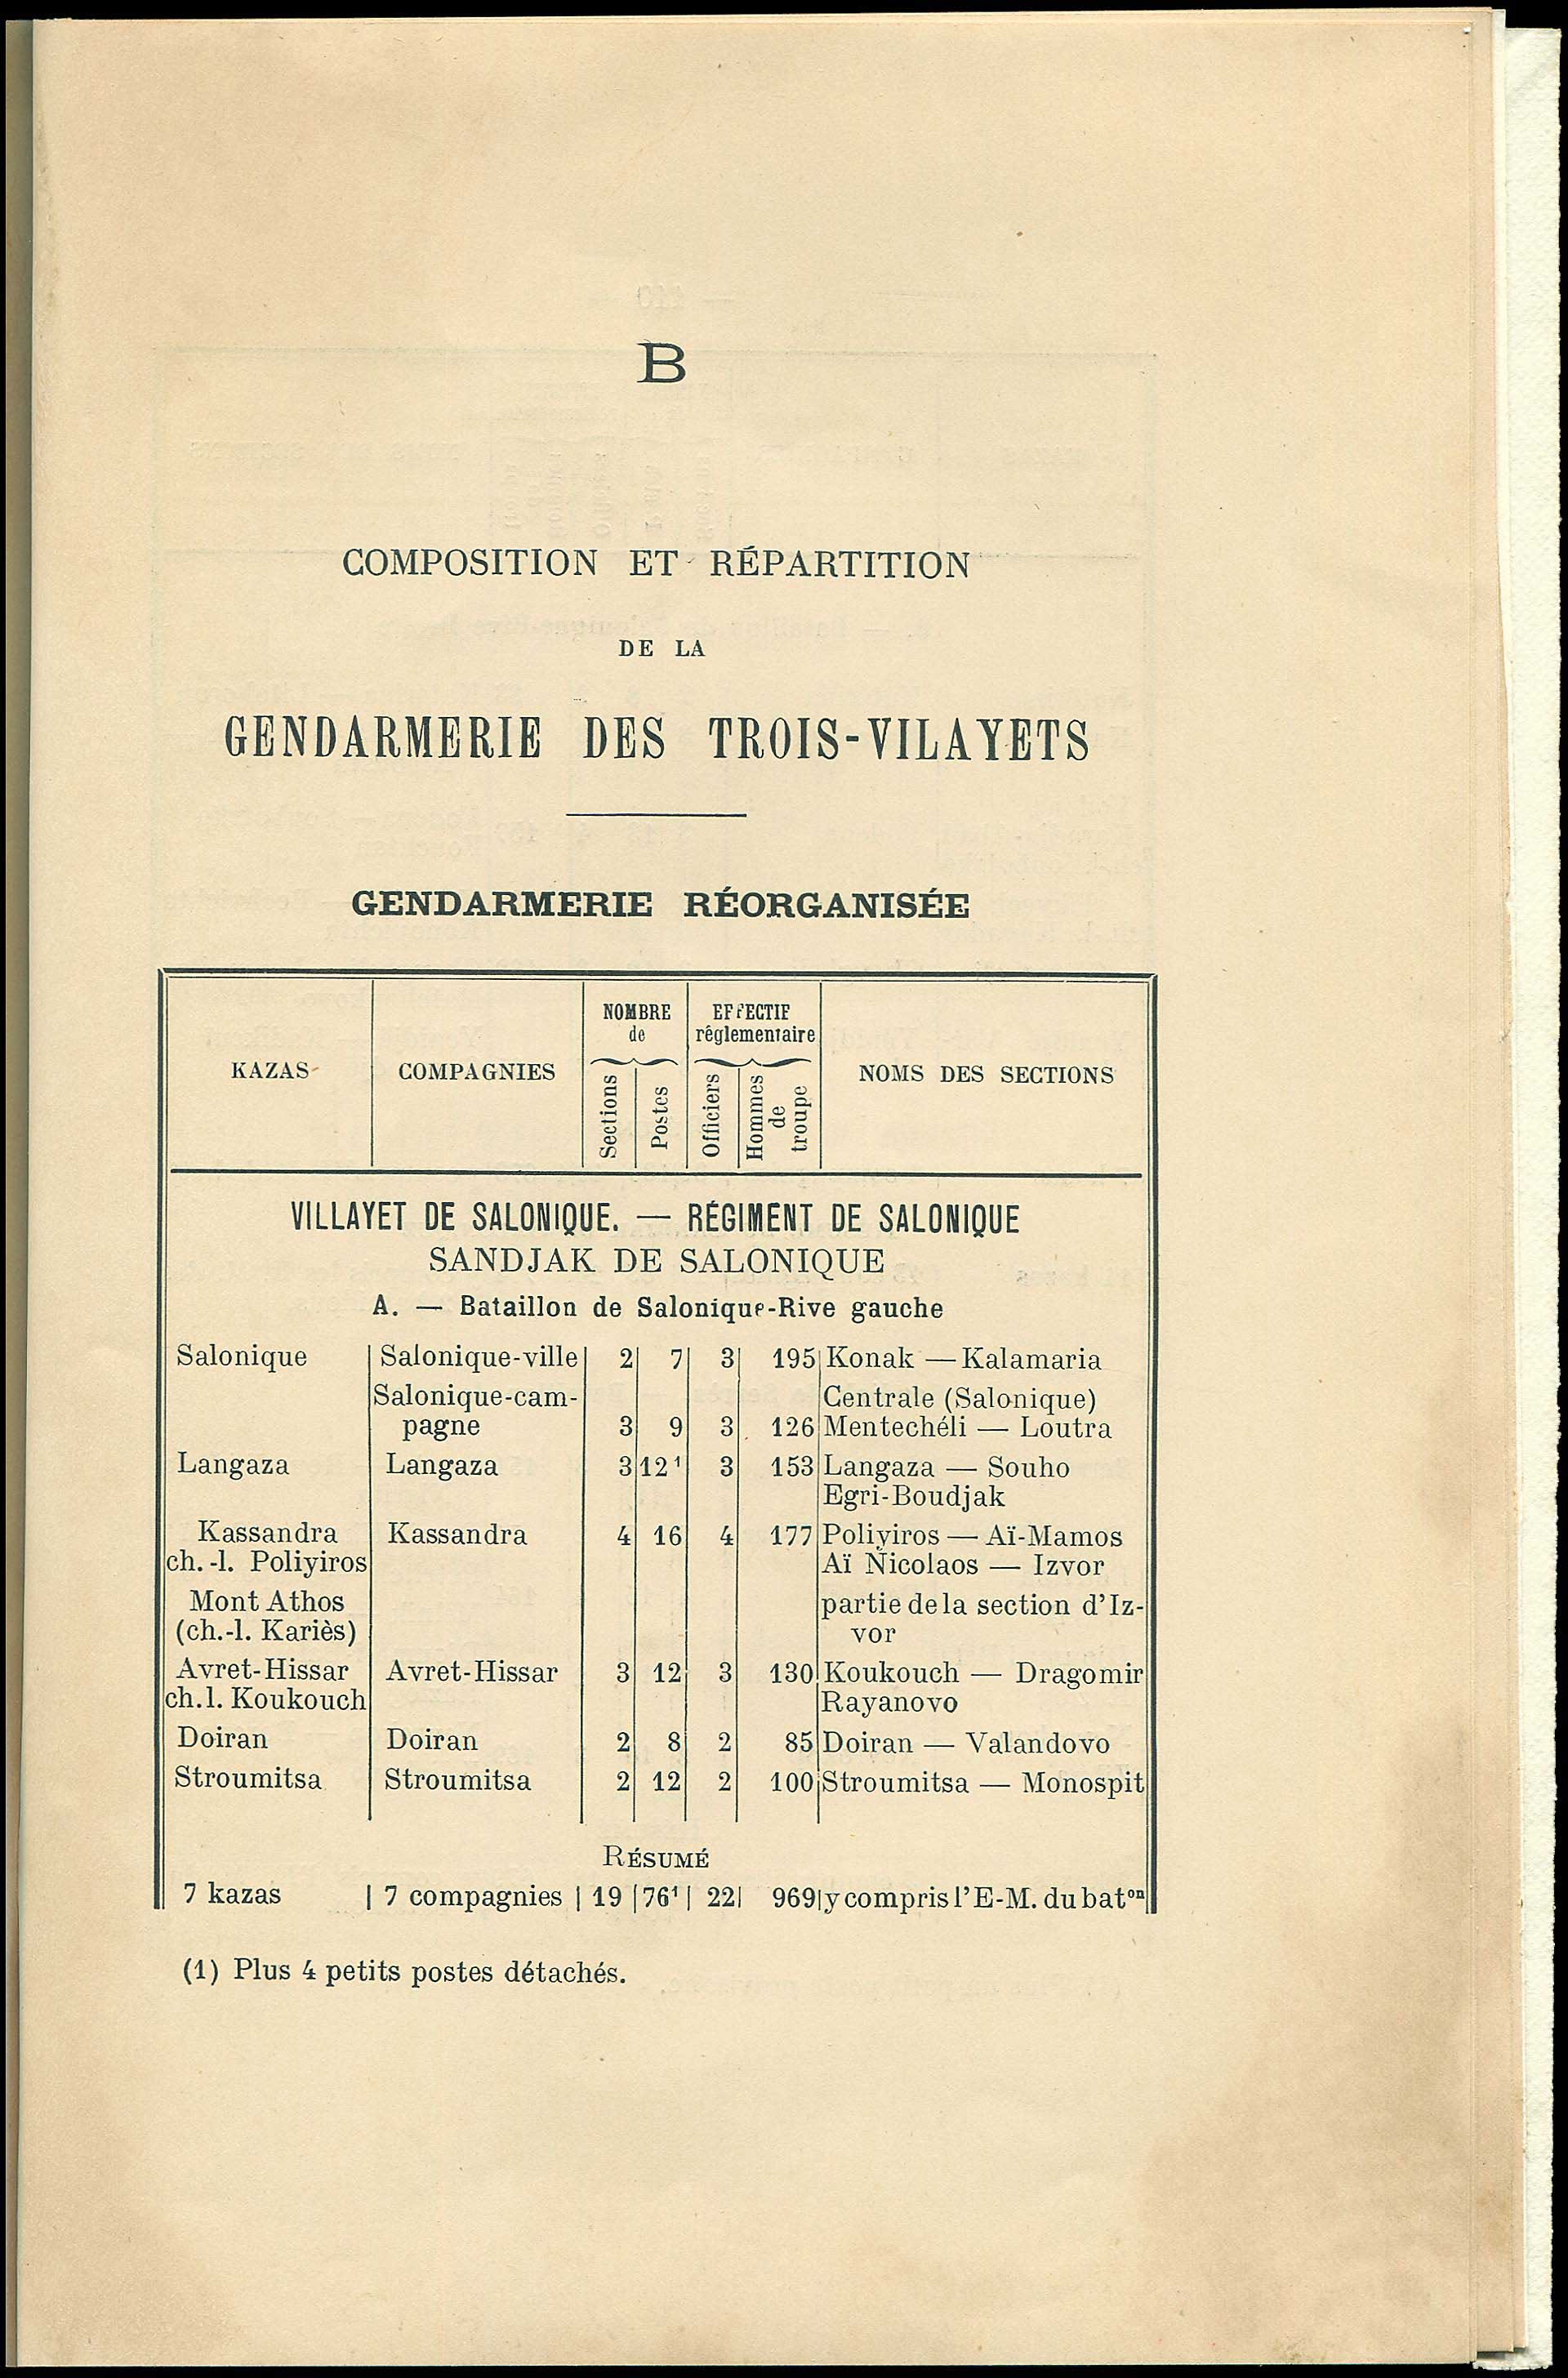 B
COMPOSITION ET RÉPARTITION
DE LA
GENDARMERIE DES TROIS-VILAYETS
GENDARMERIE RÉORGANISÉE
KAZAS COMPAGNIES NOMBRE de Sections Postes EFFECTIF réglementaire Officiers Hommes de troupe NOMS DES SECTIONS
VILLAYET DE SALONIQUE. — RÉGIMENT DE SALONIQUE
SANDJAK DE SALONIQUE
A. — Bataillon de Salonique-Rive gauche
Salonique Salonique-ville 2 7 3 195 Konak — Kalamaria
Salonique-cam- Centrale (Salonique)
pagne 3 9 3 126 Mentechéli — Loutra
Langaza Langaza 3 12¹ 3 153 Langaza — Souho
Egri-Boudjak
Kassandra Kassandra 4 16 4 177 Poliyiros — Aï-Mamos
ch.-l. Poliyiros Aï Nicolaos — Izvor
Mont Athos partie de la section d'Iz-
(ch.-l. Kariès) vor
Avret-Hissar Avret-Hissar 3 12 3 130 Koukouch — Dragomir
ch.l. Koukouch Rayanovo
Doiran Doiran 2 8 2 85 Doiran — Valandovo
Stroumitsa Stroumitsa 2 12 2 100 Stroumitsa — Monospit
RÉSUMÉ
7 kazas 7 compagnies 19 76¹ 22 969 y compris l'E-M. du batᵒⁿ
(1) Plus 4 petits postes détachés.